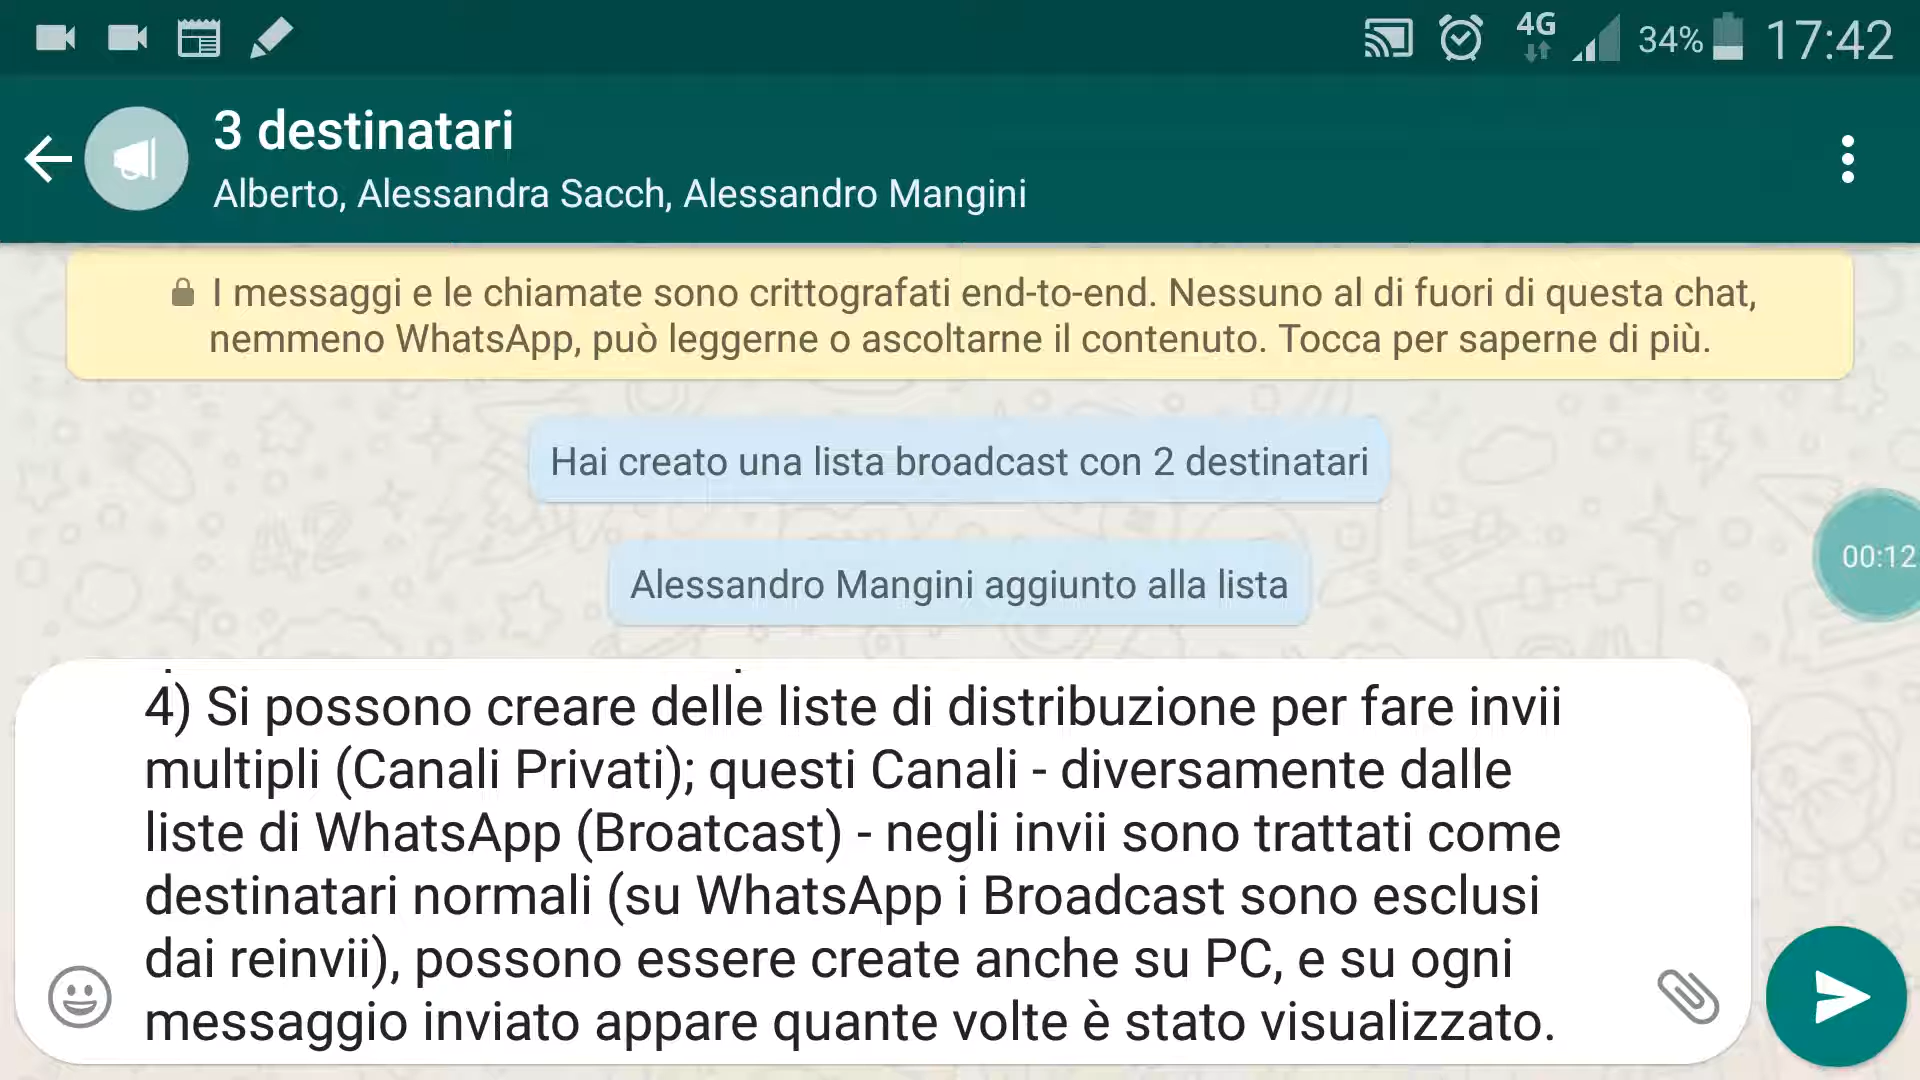 4G 34% 17:42
3 destinatari
Alberto, Alessandra Sacch, Alessandro Mangini
I messaggi e le chiamate sono crittografati end-to-end. Nessuno al di fuori di questa chat,
nemmeno WhatsApp, può leggerne o ascoltarne il contenuto. Tocca per saperne di più.
Hai creato una lista broadcast con 2 destinatari
Alessandro Mangini aggiunto alla lista
00:12
4) Si possono creare delle liste di distribuzione per fare invii
multipli (Canali Privati); questi Canali - diversamente dalle
liste di WhatsApp (Broatcast) - negli invii sono trattati come
destinatari normali (su WhatsApp i Broadcast sono esclusi
dai reinvii), possono essere create anche su PC, e su ogni
messaggio inviato appare quante volte è stato visualizzato.